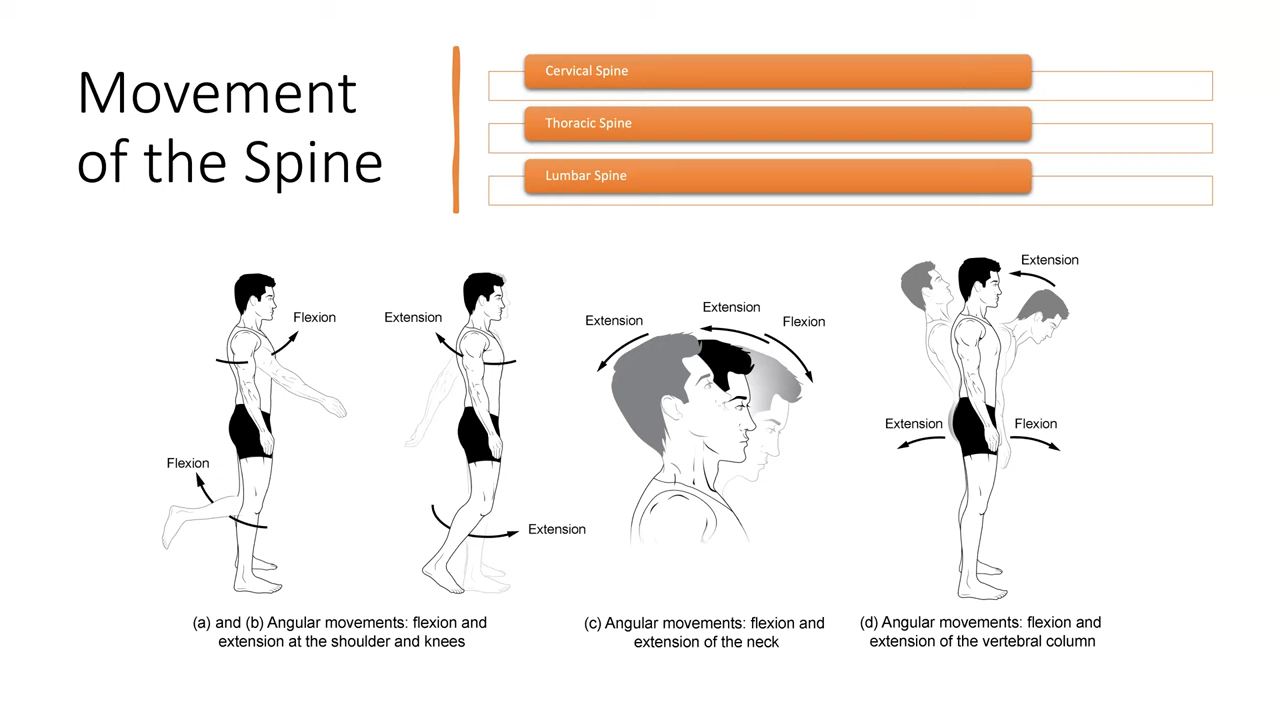 Movement
of the Spine
Cervical Spine
Thoracic Spine
Lumbar Spine
Flexion
Flexion
Extension
Extension
Extension
Extension
Flexion
Extension
Extension
Flexion
(a) and (b) Angular movements: flexion and
extension at the shoulder and knees
(c) Angular movements: flexion and
extension of the neck
(d) Angular movements: flexion and
extension of the vertebral column